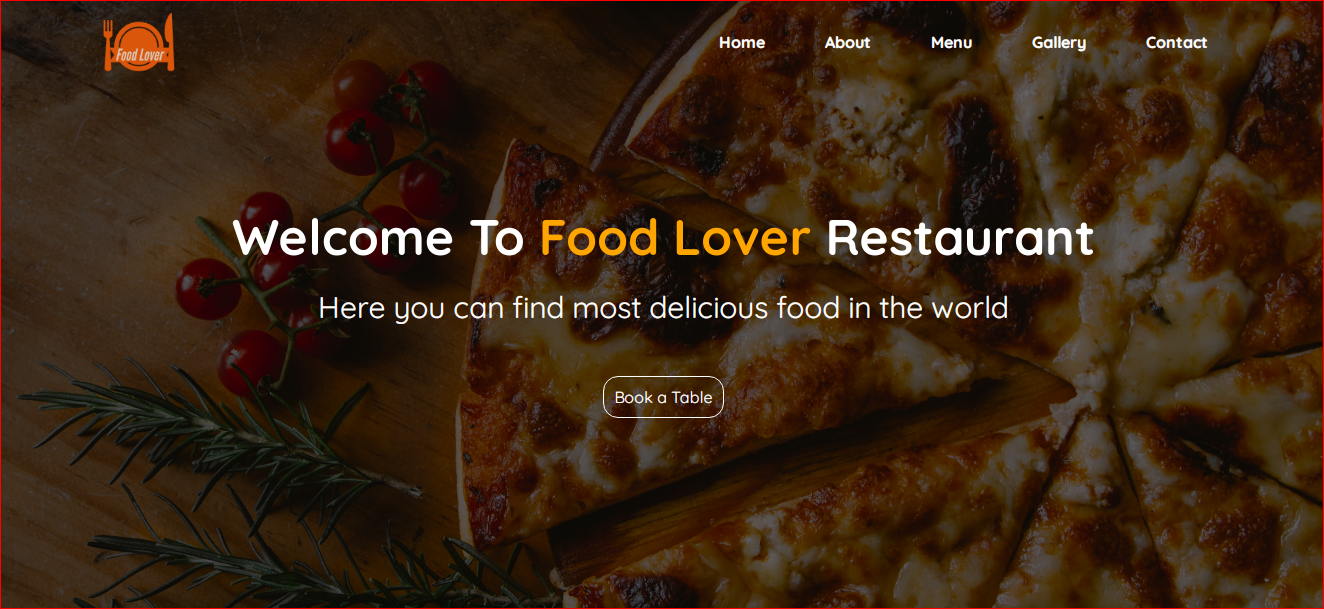 Food Lover
Home About Menu Gallery Contact
Welcome To Food Lover Restaurant
Here you can find most delicious food in the world
Book a Table